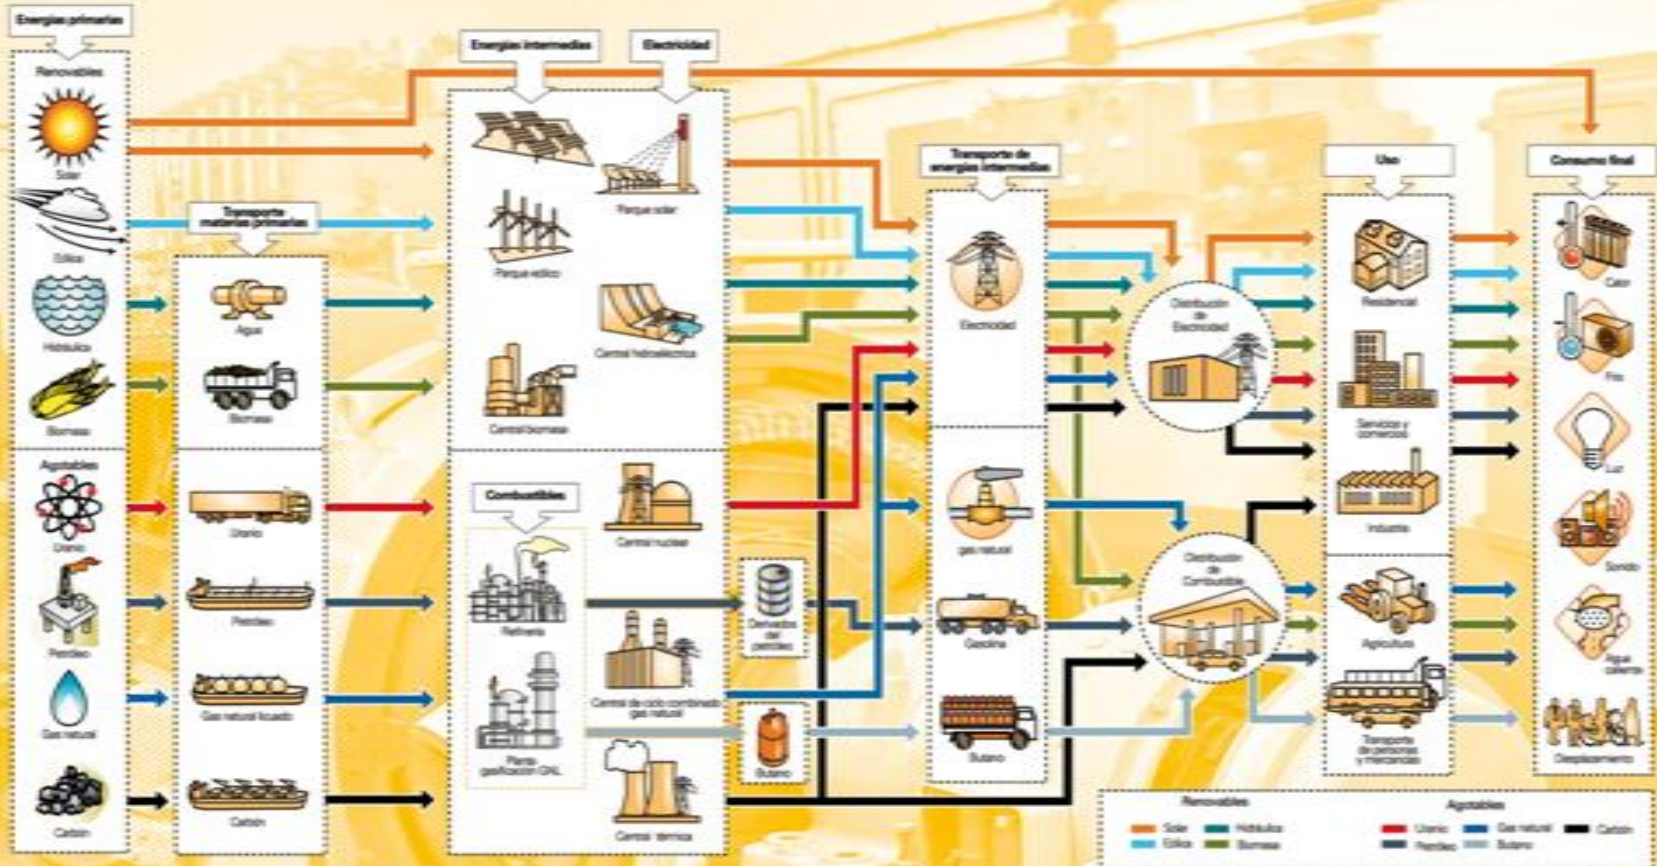 Energías primarias
Renovables
Solar
Eólica
Hidráulica
Biomasa
Agotables
Uranio
Petróleo
Gas natural
Carbón
Transporte
materias primarias
Agua
Biomasa
Uranio
Petróleo
Gas natural licuado
Carbón
Energías intermedias
Electricidad
Parque solar
Parque eólico
Central hidroeléctrica
Central biomasa
Combustibles
Central nuclear
Refinería
Central de ciclo combinado
gas natural
Planta
gasificación GNL
Central térmica
Derivados
del
petróleo
Butano
Transporte de
energías intermedias
Electricidad
gas natural
Gasolina
Butano
Distribución
de
Electricidad
Distribución
de
Combustible
Uso
Residencial
Servicios y
comercios
Industria
Agricultura
Transporte
de personas
y mercancías
Consumo final
Calor
Frío
Luz
Sonido
Agua
caliente
Desplazamiento
Renovables
Solar
Hidráulica
Eólica
Biomasa
Agotables
Uranio
Gas natural
Carbón
Petróleo
Butano